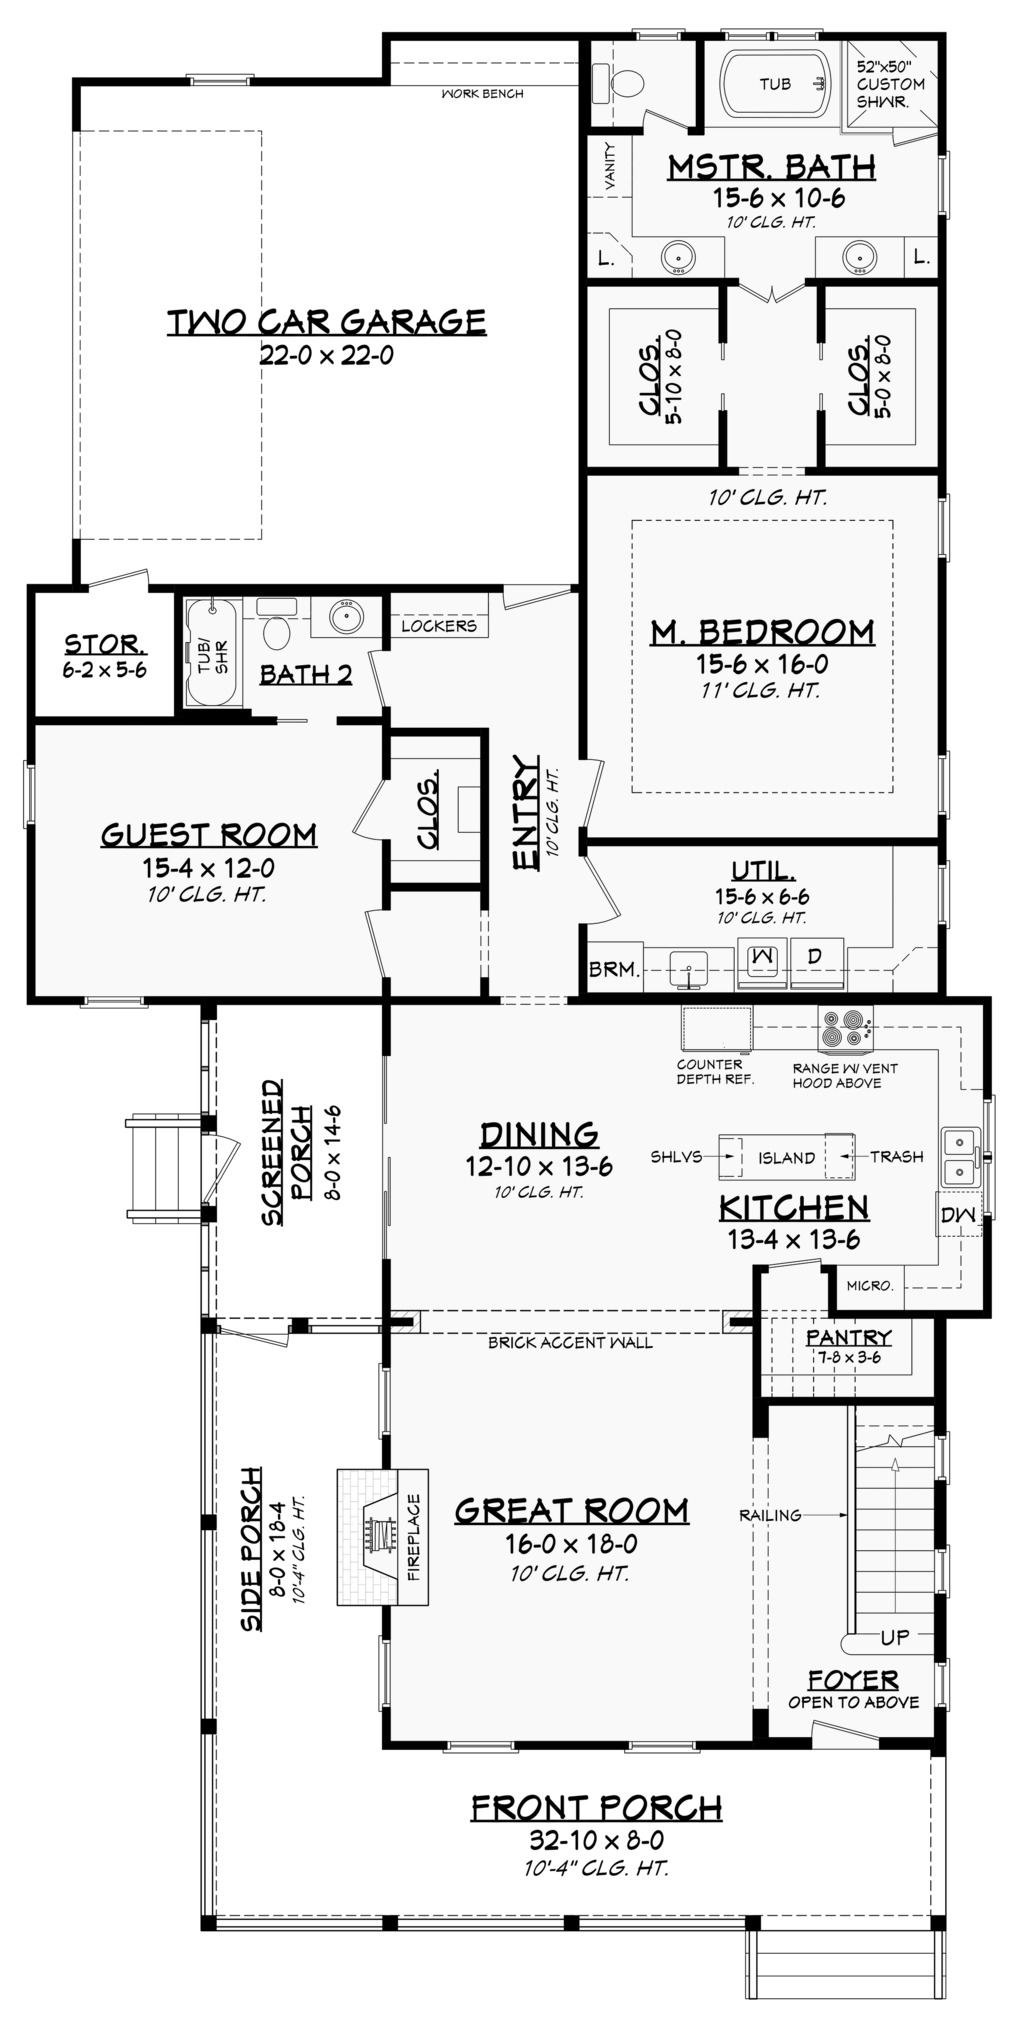 WORK BENCH
TUB
52"x50"
CUSTOM
SHWR.
VANITY
MSTR. BATH
15-6 x 10-6
10' CLG. HT.
L.
L.
TWO CAR GARAGE
22-0 x 22-0
CLOS.
5-10 x 8-0
CLOS.
5-0 x 8-0
10' CLG. HT.
M. BEDROOM
15-6 x 16-0
11' CLG. HT.
STOR.
6-2 x 5-6
TUB/
SHR
BATH 2
LOCKERS
CLOS.
ENTRY
10' CLG. HT.
GUEST ROOM
15-4 x 12-0
10' CLG. HT.
UTIL.
15-6 x 6-6
10' CLG. HT.
BRM.
W
D
COUNTER
DEPTH REF.
RANGE W/ VENT
HOOD ABOVE
SCREENED
PORCH
8-0 x 14-6
DINING
12-10 x 13-6
10' CLG. HT.
SHLVS
ISLAND
TRASH
KITCHEN
13-4 x 13-6
DW
MICRO.
BRICK ACCENT WALL
PANTRY
7-8 x 3-6
SIDE PORCH
8-0 x 18-4
10'-4" CLG. HT.
FIREPLACE
GREAT ROOM
16-0 x 18-0
10' CLG. HT.
RAILING
UP
FOYER
OPEN TO ABOVE
FRONT PORCH
32-10 x 8-0
10'-4" CLG. HT.